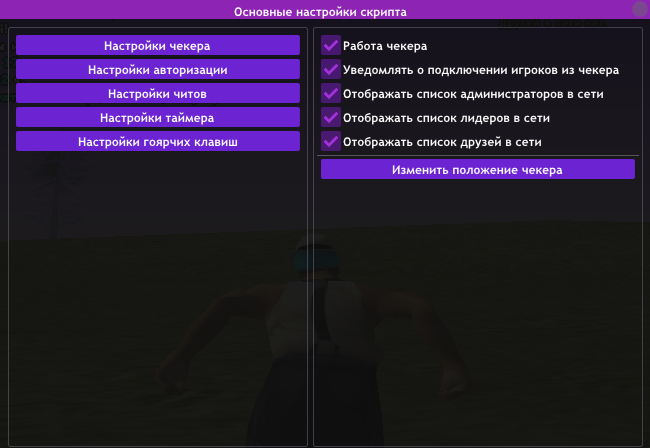 Основные настройки скрипта
Настройки чекера
Настройки авторизации
Настройки читов
Настройки таймера
Настройки гоярчих клавиш
Работа чекера
Уведомлять о подключении игроков из чекера
Отображать список администраторов в сети
Отображать список лидеров в сети
Отображать список друзей в сети
Изменить положение чекера